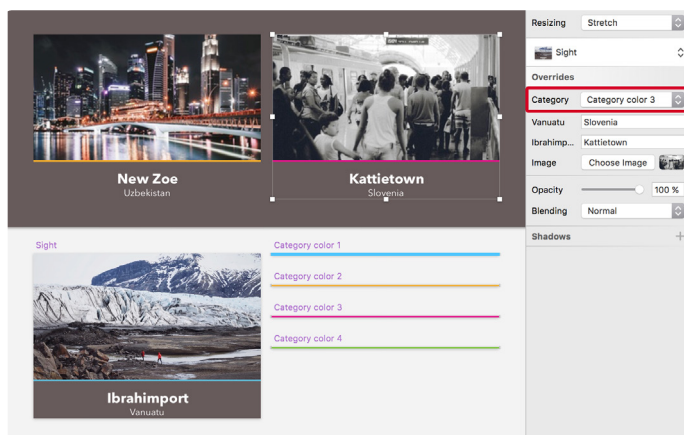 New Zoe
Uzbekistan
Kattietown
Slovenia
Sight
Ibrahimport
Vanuatu
Category color 1
Category color 2
Category color 3
Category color 4
Resizing
Stretch
Sight
Overrides
Category
Category color 3
Vanuatu
Slovenia
Ibrahimp...
Kattietown
Image
Choose Image
Opacity
100 %
Blending
Normal
Shadows